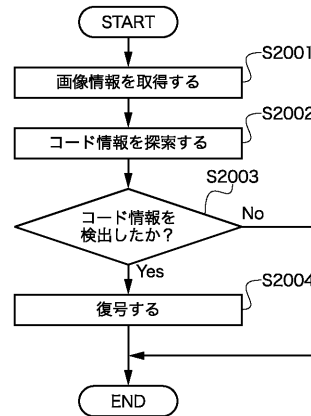 START
S2001
画像情報を取得する
S2002
コード情報を探索する
S2003
コード情報を
検出したか？
No
Yes
S2004
復号する
END